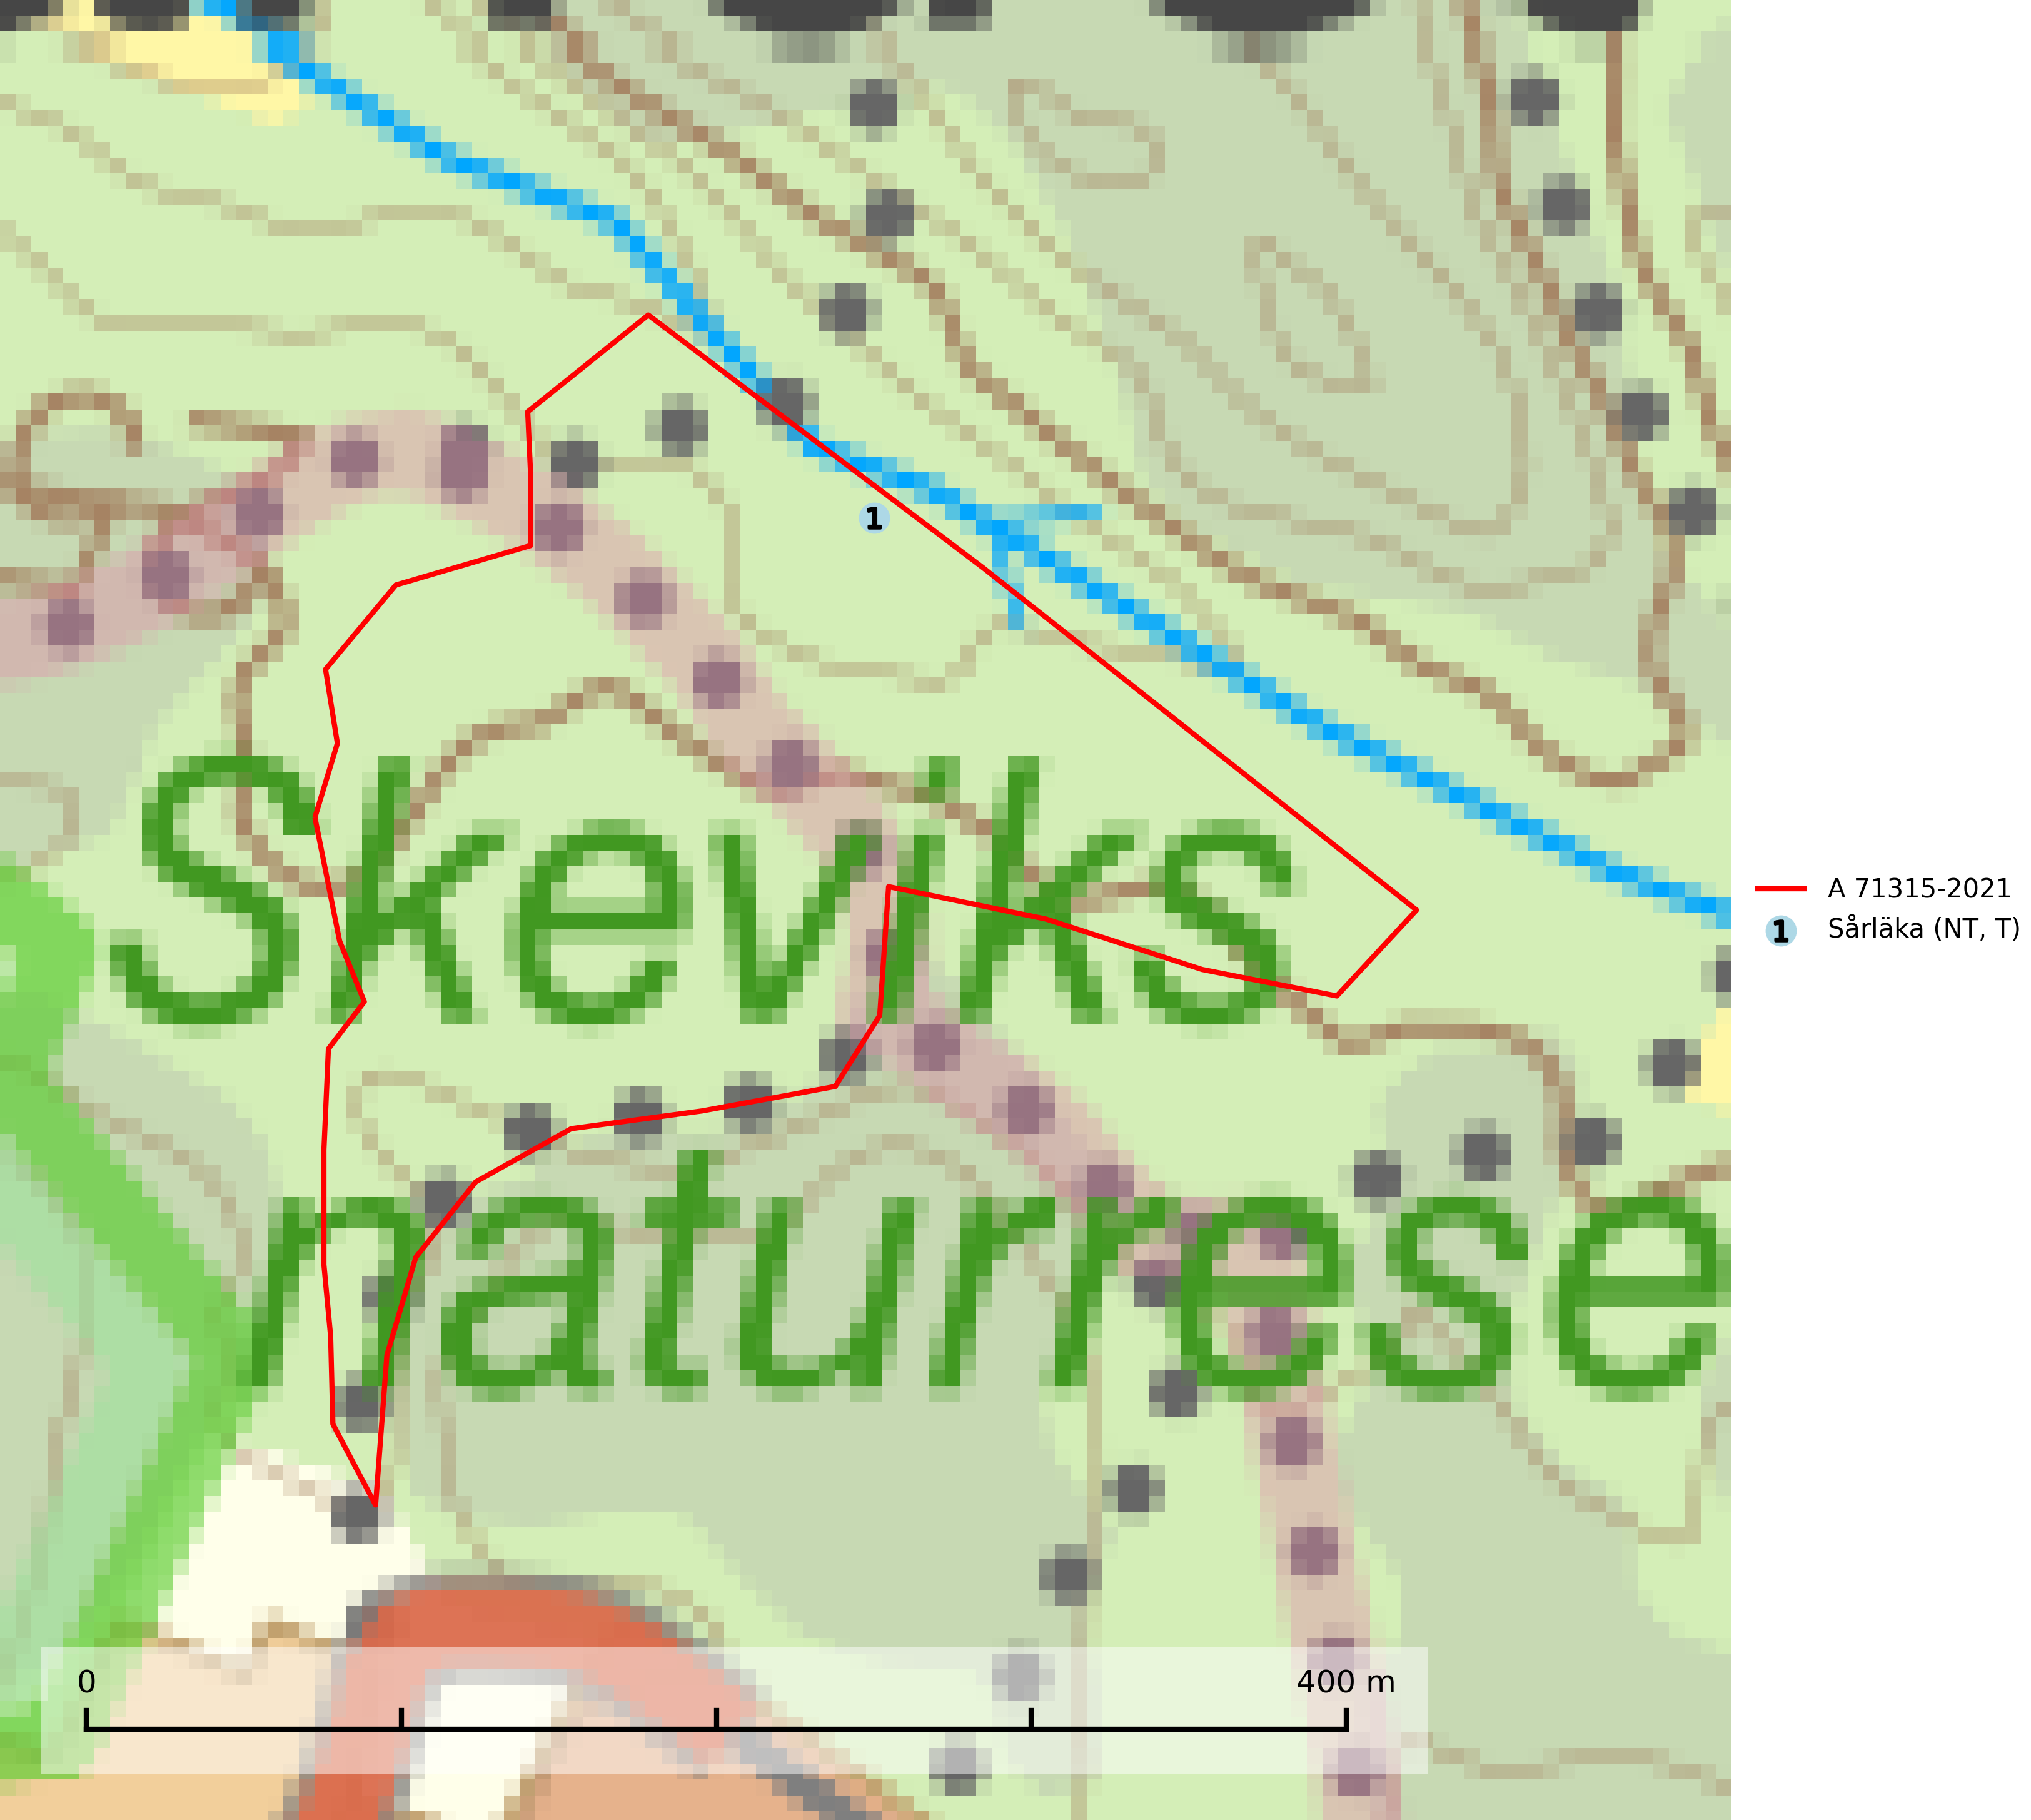 1
Skeviks
naturrese
0 400 m
A 71315-2021
1 Sårläka (NT, T)